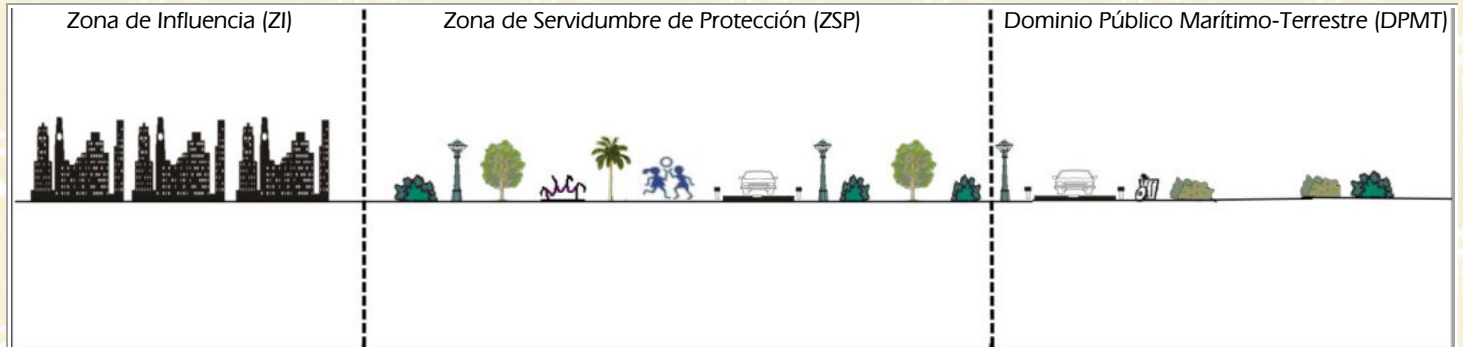 Zona de Influencia (ZI)
Zona de Servidumbre de Protección (ZSP)
Dominio Público Marítimo-Terrestre (DPMT)